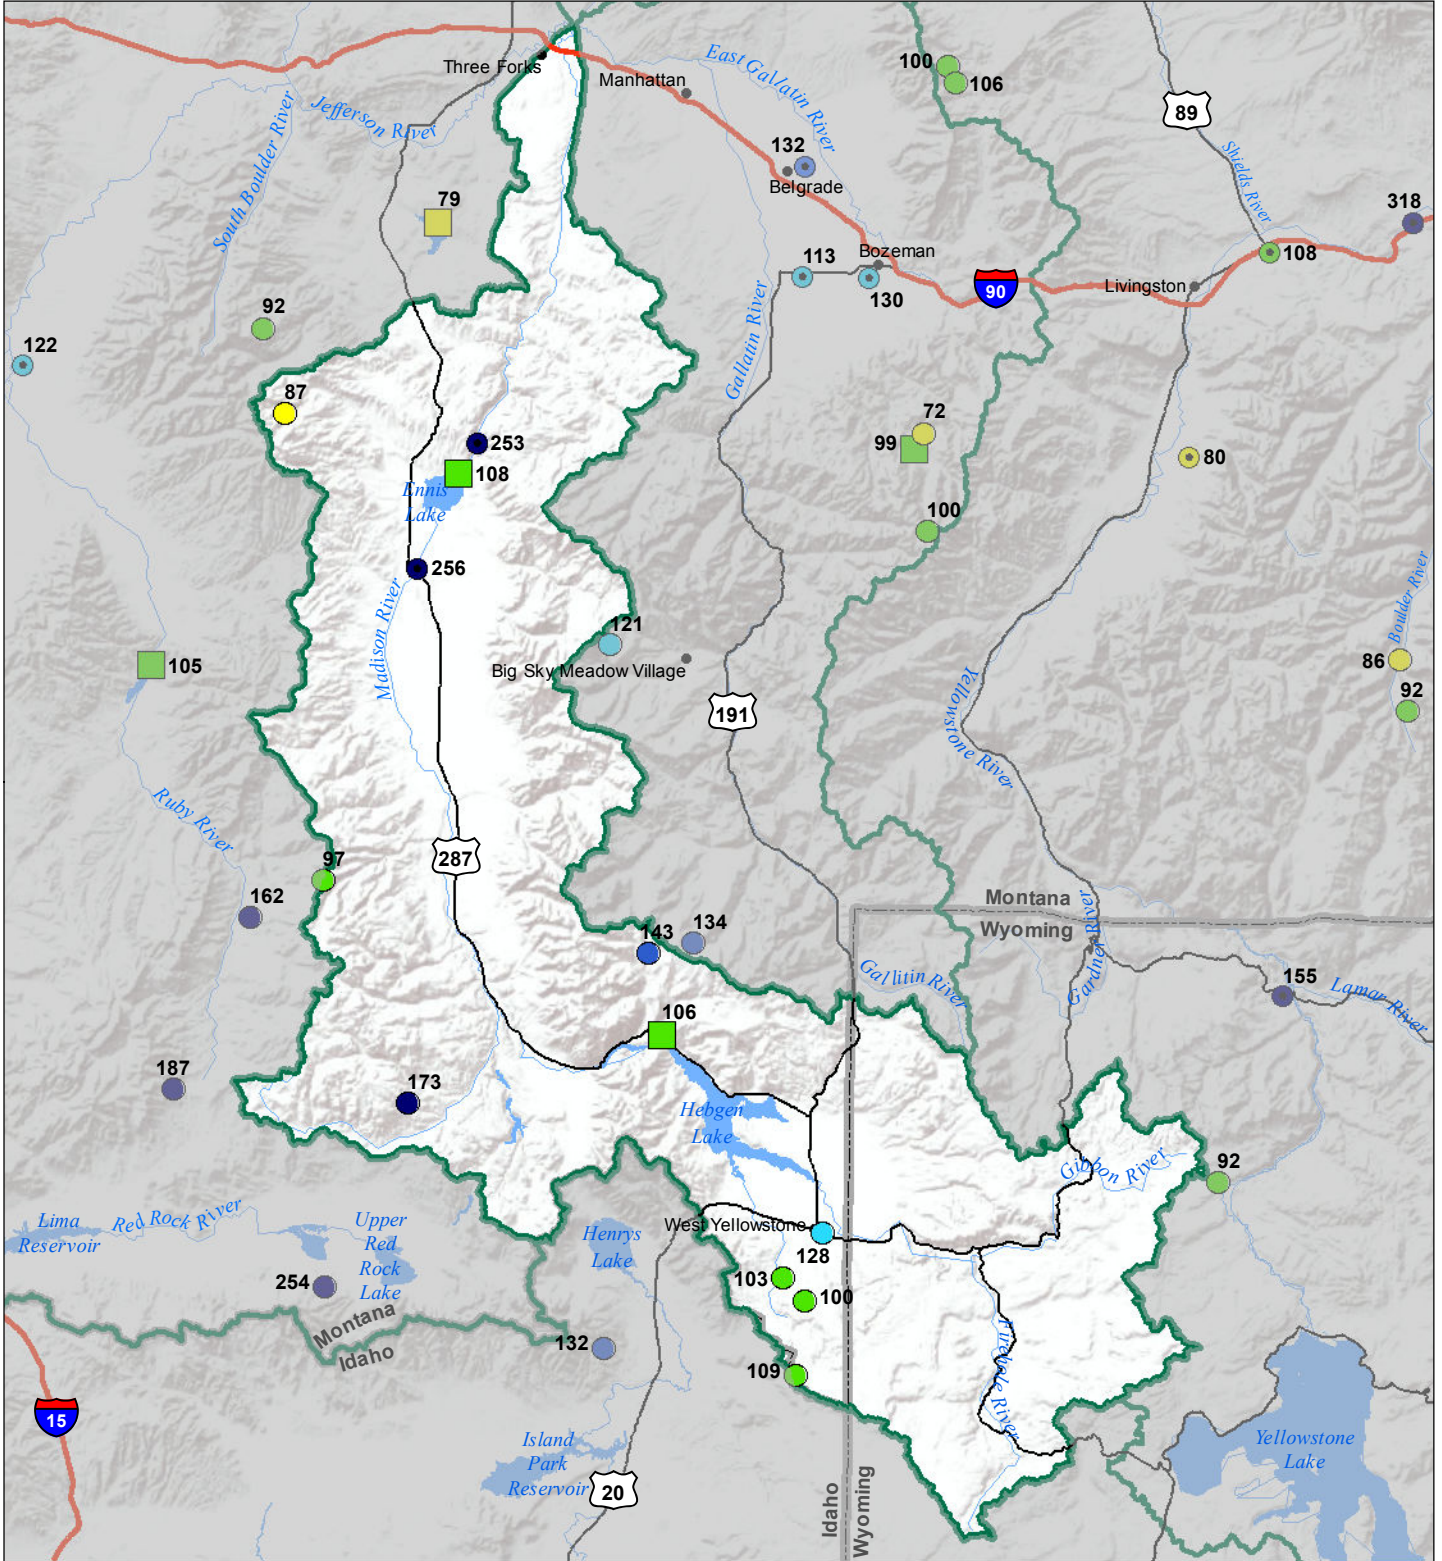 Three Forks
Manhattan
East Gallatin River
100
106
89
Jefferson River
South Boulder River
132
Belgrade
Shields River
79
318
113
Bozeman
108
130
90
Livingston
Gallatin River
92
122
87
72
99
253
80
108
Ennis
Lake
100
256
Madison River
121
Boulder River
Big Sky Meadow Village
86
105
92
191
Yellowstone River
Ruby River
287
97
162
Montana
Wyoming
134
143
Gallitin River
Gardner River
155
Lamar River
106
187
173
Hebgen
Lake
Gibbon River
92
Lima
Reservoir
Red Rock River
Upper
Red
Rock
Lake
Henrys
Lake
West Yellowstone
128
103
100
254
Montana
Idaho
132
109
Firehole River
15
Island
Park
Reservoir
20
Yellowstone
Lake
Idaho
Wyoming